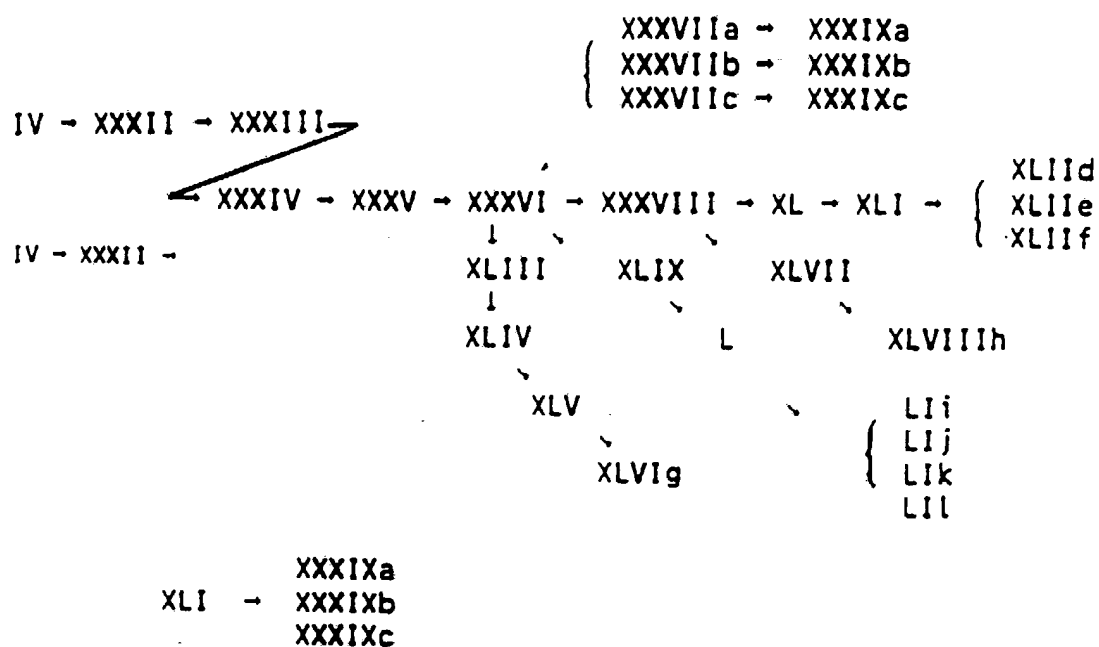 XXXVIIa → XXXIXa
XXXVIIb → XXXIXb
XXXVIIc → XXXIXc
IV → XXXII → XXXIII
→ XXXIV → XXXV → XXXVI → XXXVIII → XL → XLI →
XLIId
XLIIe
XLIIf
IV → XXXII →
XLIII XLIX XLVII
XLIV L XLVIIIh
XLV
XLVIg
LIi
LIj
LIk
LIl
XLI →
XXXIXa
XXXIXb
XXXIXc